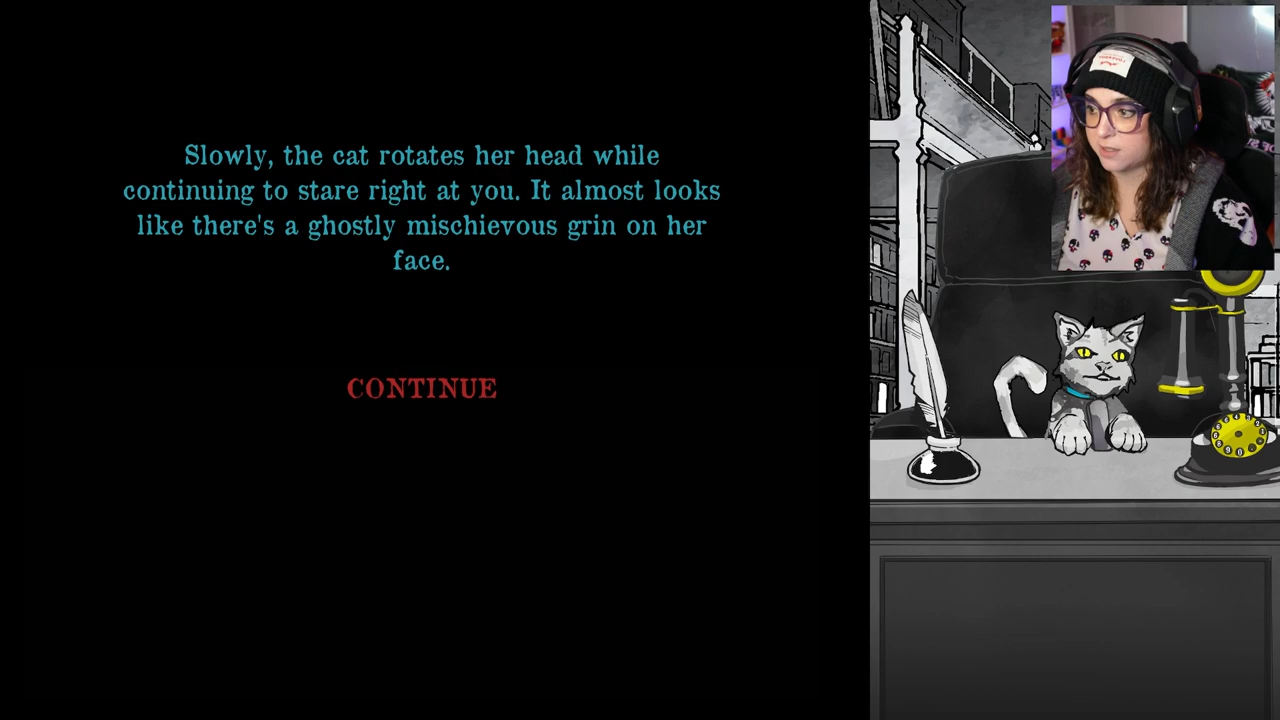 Slowly, the cat rotates her head while
continuing to stare right at you. It almost looks
like there's a ghostly mischievous grin on her
face.
CONTINUE